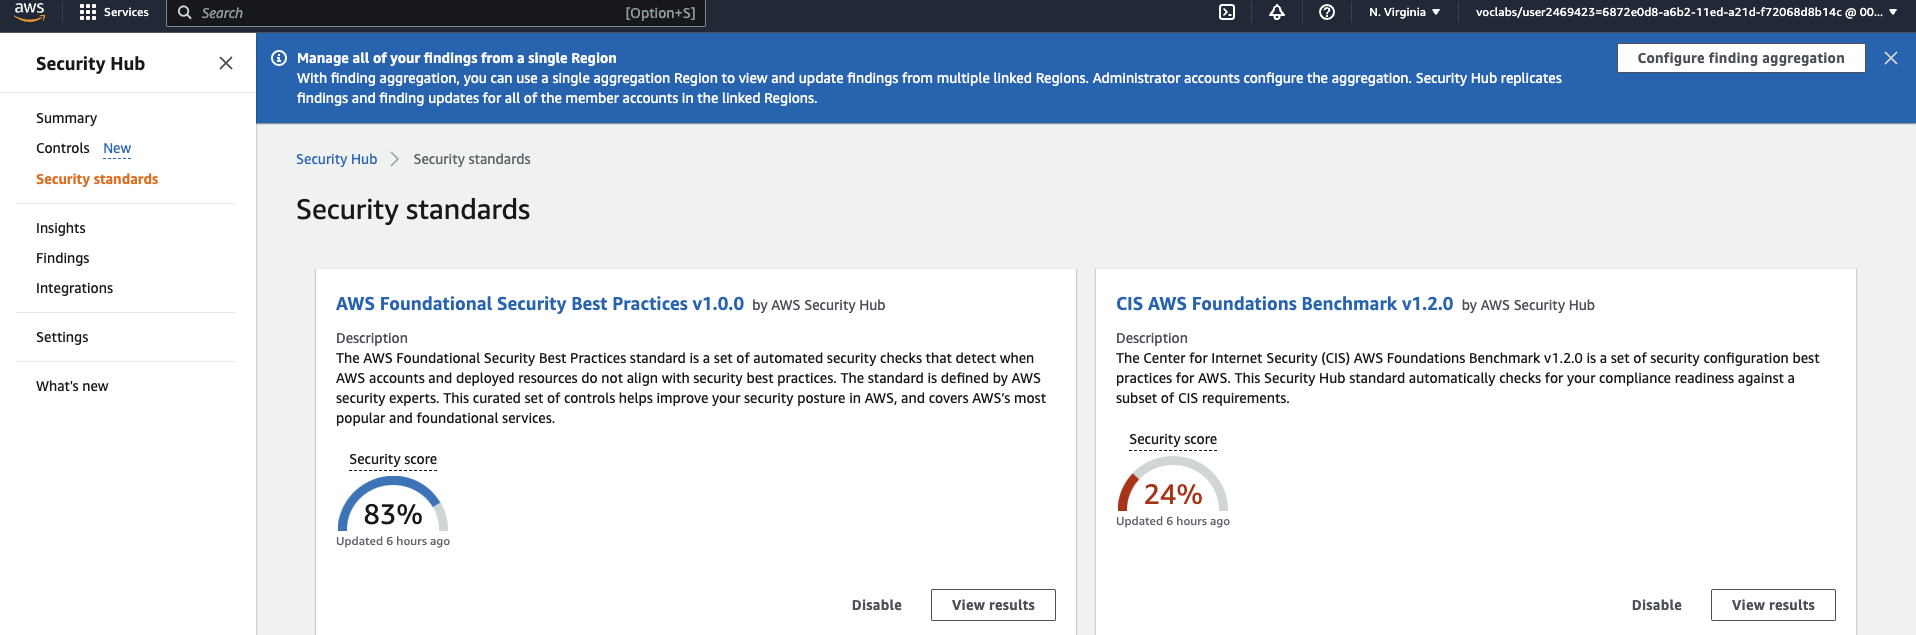 aws
Services
Search
[Option+S]
N. Virginia
voclabs/user2469423=6872e0d8-a6b2-11ed-a21d-f72068d8b14c @ 00...
Security Hub
Summary
Controls New
Security standards
Insights
Findings
Integrations
Settings
What's new
Manage all of your findings from a single Region
With finding aggregation, you can use a single aggregation Region to view and update findings from multiple linked Regions. Administrator accounts configure the aggregation. Security Hub replicates
findings and finding updates for all of the member accounts in the linked Regions.
Configure finding aggregation
Security Hub Security standards
Security standards
AWS Foundational Security Best Practices v1.0.0 by AWS Security Hub
Description
The AWS Foundational Security Best Practices standard is a set of automated security checks that detect when
AWS accounts and deployed resources do not align with security best practices. The standard is defined by AWS
security experts. This curated set of controls helps improve your security posture in AWS, and covers AWS's most
popular and foundational services.
Security score
83%
Updated 6 hours ago
Disable
View results
CIS AWS Foundations Benchmark v1.2.0 by AWS Security Hub
Description
The Center for Internet Security (CIS) AWS Foundations Benchmark v1.2.0 is a set of security configuration best
practices for AWS. This Security Hub standard automatically checks for your compliance readiness against a
subset of CIS requirements.
Security score
24%
Updated 6 hours ago
Disable
View results